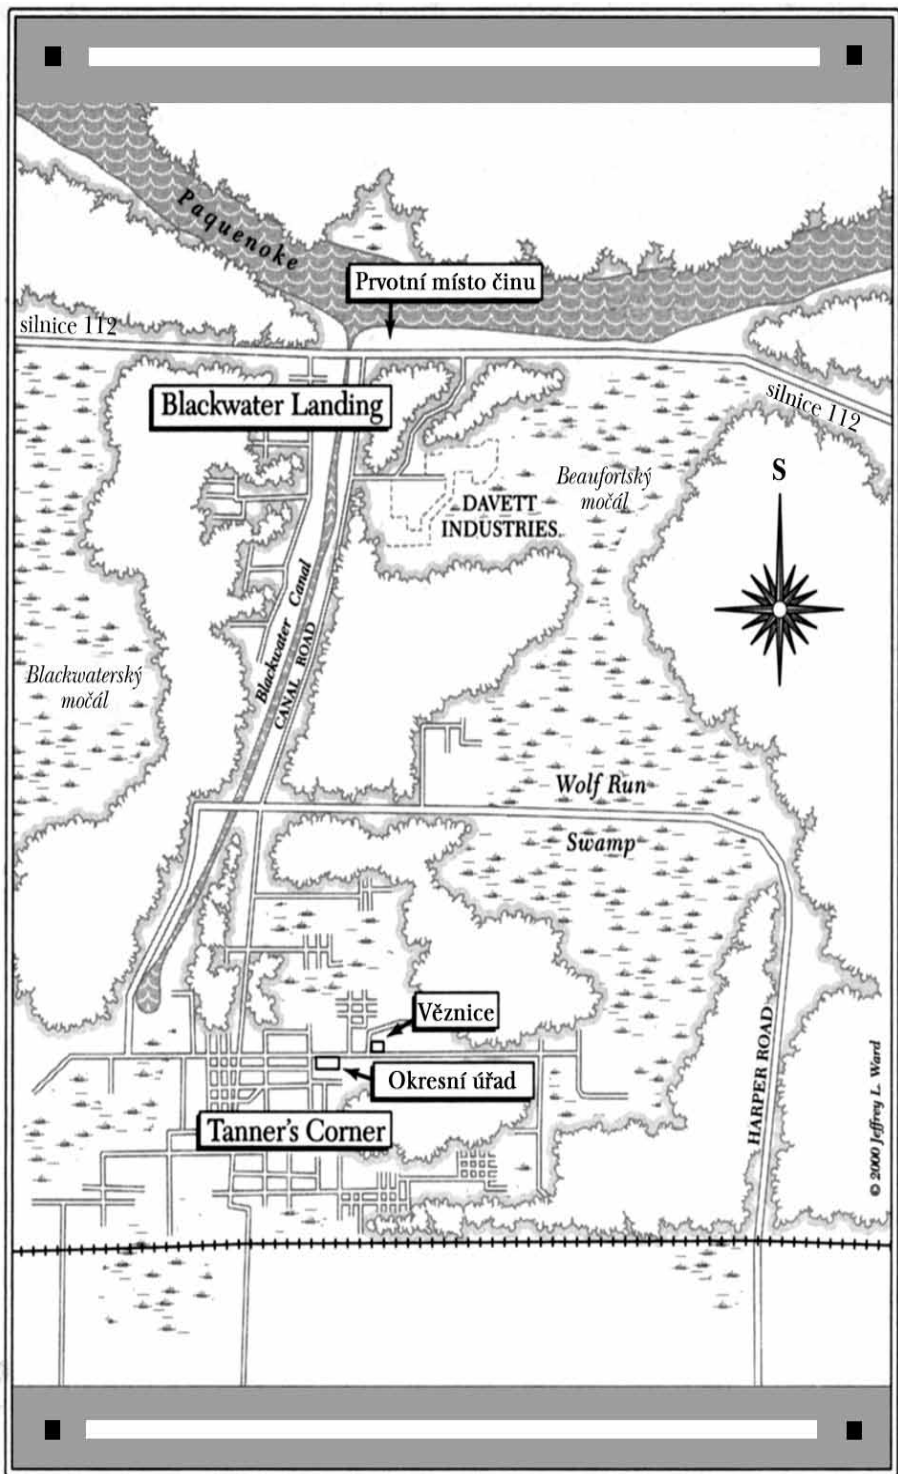 Paquenoke
Prvotní místo činu
silnice 112
Blackwater Landing
silnice 112
S
Beaufortský
močál
DAVETT
INDUSTRIES
Blackwater Canal
CANAL ROAD
Blackwaterský
močál
Wolf Run
Swamp
Věznice
Okresní úřad
HARPER ROAD
© 2000 Jeffrey L. Ward
Tanner's Corner